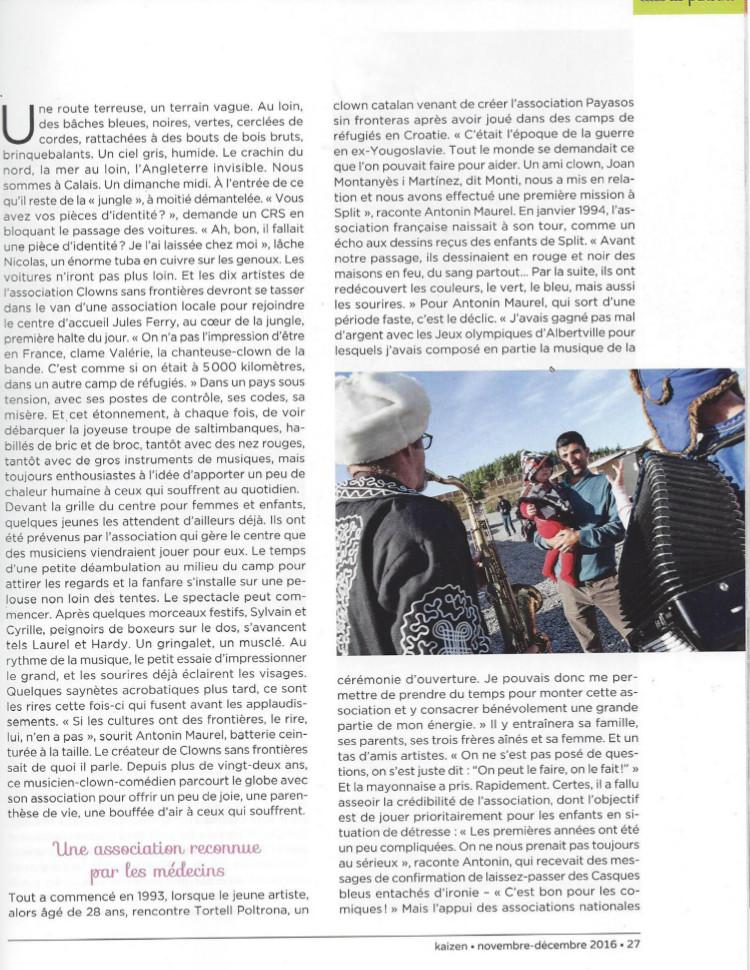 Une route terreuse, un terrain vague. Au loin,
des bâches bleues, noires, vertes, cerclées de
cordes, rattachées à des bouts de bois bruts,
brinquebalants. Un ciel gris, humide. Le crachin du
nord, la mer au loin, l'Angleterre invisible. Nous
sommes à Calais. Un dimanche midi. À l'entrée de ce
qu'il reste de la « jungle », à moitié démantelée. « Vous
avez vos pièces d'identité ? », demande un CRS en
bloquant le passage des voitures. « Ah, bon, il fallait
une pièce d'identité ? Je l'ai laissée chez moi », lâche
Nicolas, un énorme tuba en cuivre sur les genoux. Les
voitures n'iront pas plus loin. Et les dix artistes de
l'association Clowns sans frontières devront se tasser
dans le van d'une association locale pour rejoindre
le centre d'accueil Jules Ferry, au cœur de la jungle,
première halte du jour. « On n'a pas l'impression d'être
en France, clame Valérie, la chanteuse-clown de la
bande. C'est comme si on était à 5 000 kilomètres,
dans un autre camp de réfugiés. » Dans un pays sous
tension, avec ses postes de contrôle, ses codes, sa
misère. Et cet étonnement, à chaque fois, de voir
débarquer la joyeuse troupe de saltimbanques, ha-
billés de bric et de broc, tantôt avec des nez rouges,
tantôt avec de gros instruments de musiques, mais
toujours enthousiastes à l'idée d'apporter un peu de
chaleur humaine à ceux qui souffrent au quotidien.
Devant la grille du centre pour femmes et enfants,
quelques jeunes les attendent d'ailleurs déjà. Ils ont
été prévenus par l'association qui gère le centre que
des musiciens viendraient jouer pour eux. Le temps
d'une petite déambulation au milieu du camp pour
attirer les regards et la fanfare s'installe sur une pe-
louse non loin des tentes. Le spectacle peut com-
mencer. Après quelques morceaux festifs, Sylvain et
Cyrille, peignoirs de boxeurs sur le dos, s'avancent
tels Laurel et Hardy. Un gringalet, un musclé. Au
rythme de la musique, le petit essaie d'impressionner
le grand, et les sourires déjà éclairent les visages.
Quelques saynètes acrobatiques plus tard, ce sont
les rires cette fois-ci qui fusent avant les applaudis-
sements. « Si les cultures ont des frontières, le rire,
lui, n'en a pas », sourit Antonin Maurel, batterie cein-
turée à la taille. Le créateur de Clowns sans frontières
sait de quoi il parle. Depuis plus de vingt-deux ans,
ce musicien-clown-comédien parcourt le globe avec
son association pour offrir un peu de joie, une paren-
thèse de vie, une bouffée d'air à ceux qui souffrent.
Une association reconnue
par les médecins
Tout a commencé en 1993, lorsque le jeune artiste,
alors âgé de 28 ans, rencontre Tortell Poltrona, un
clown catalan venant de créer l'association Payasos
sin fronteras après avoir joué dans des camps de
réfugiés en Croatie. « C'était l'époque de la guerre
en ex-Yougoslavie. Tout le monde se demandait ce
que l'on pouvait faire pour aider. Un ami clown, Joan
Montanyès i Martínez, dit Monti, nous a mis en rela-
tion et nous avons effectué une première mission à
Split », raconte Antonin Maurel. En janvier 1994, l'as-
sociation française naissait à son tour, comme un
écho aux dessins reçus des enfants de Split. « Avant
notre passage, ils dessinaient en rouge et noir des
maisons en feu, du sang partout... Par la suite, ils ont
redécouvert les couleurs, le vert, le bleu, mais aussi
les sourires. » Pour Antonin Maurel, qui sort d'une
période faste, c'est le déclic. « J'avais gagné pas mal
d'argent avec les Jeux olympiques d'Albertville pour
lesquels j'avais composé en partie la musique de la
cérémonie d'ouverture. Je pouvais donc me per-
mettre de prendre du temps pour monter cette as-
sociation et y consacrer bénévolement une grande
partie de mon énergie. » Il y entraînera sa famille,
ses parents, ses trois frères aînés et sa femme. Et un
tas d'amis artistes. « On ne s'est pas posé de ques-
tions, on s'est juste dit : "On peut le faire, on le fait !" »
Et la mayonnaise a pris. Rapidement. Certes, il a fallu
asseoir la crédibilité de l'association, dont l'objectif
est de jouer prioritairement pour les enfants en si-
tuation de détresse : « Les premières années ont été
un peu compliquées. On ne nous prenait pas toujours
au sérieux », raconte Antonin, qui recevait des mes-
sages de confirmation de laissez-passer des Casques
bleus entachés d'ironie – « C'est bon pour les co-
miques ! » Mais l'appui des associations nationales
kaizen • novembre-décembre 2016 • 27